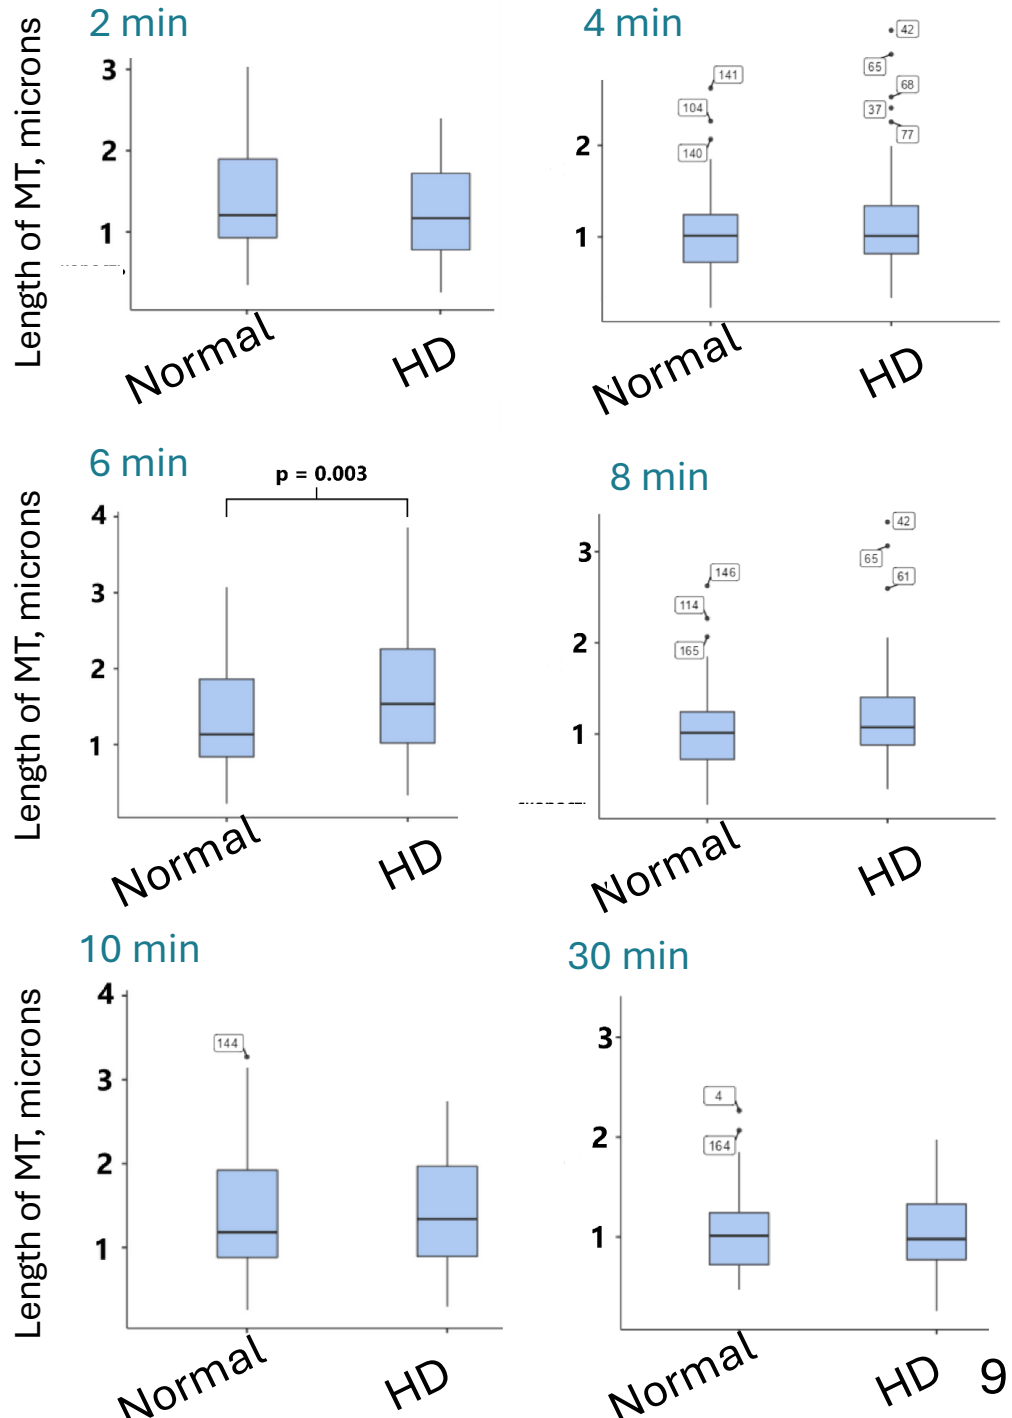 2 min
Length of MT, microns
3
2
1
Normal
HD
4 min
2
1
141
104
140
42
65
68
37
77
Normal
HD
6 min
p = 0.003
Length of MT, microns
4
3
2
1
Normal
HD
8 min
3
2
1
146
114
165
42
65
61
Normal
HD
10 min
Length of MT, microns
4
3
2
1
144
Normal
HD
30 min
3
2
1
4
164
Normal
HD
9